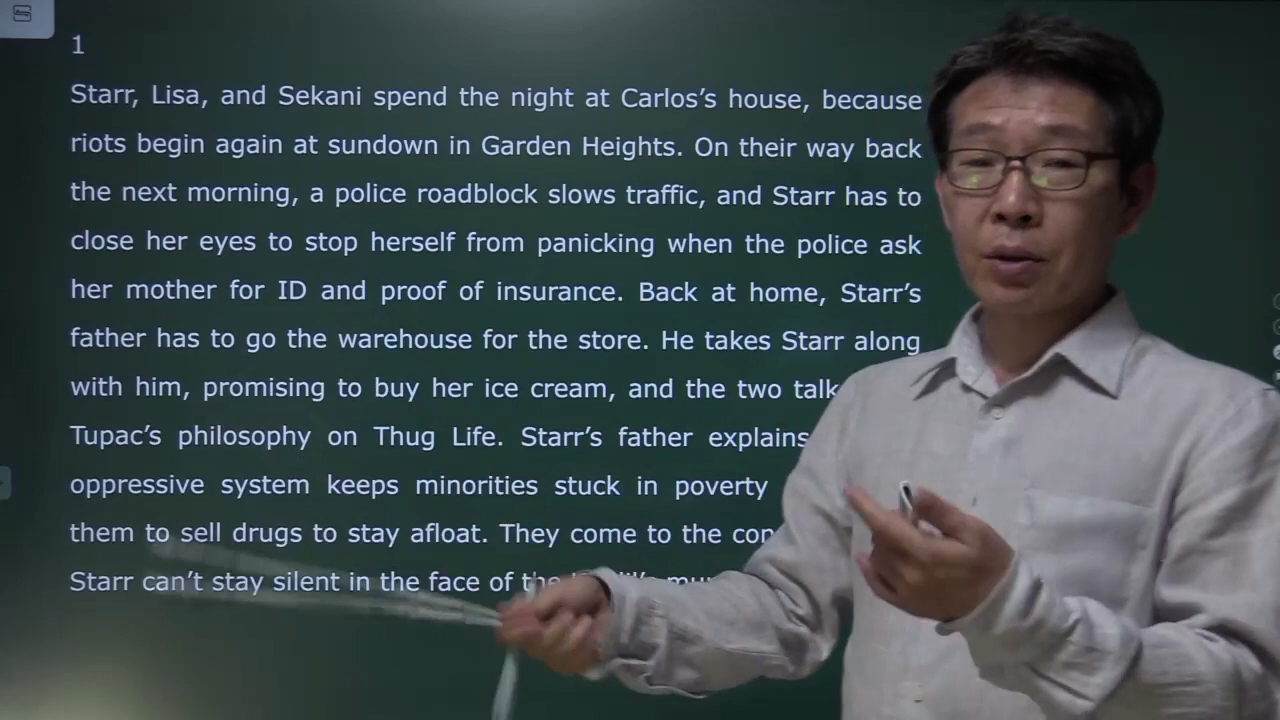 1
Starr, Lisa, and Sekani spend the night at Carlos's house, because
riots begin again at sundown in Garden Heights. On their way back
the next morning, a police roadblock slows traffic, and Starr has to
close her eyes to stop herself from panicking when the police ask
her mother for ID and proof of insurance. Back at home, Starr's
father has to go the warehouse for the store. He takes Starr along
with him, promising to buy her ice cream, and the two talk
Tupac's philosophy on Thug Life. Starr's father explains
oppressive system keeps minorities stuck in poverty
them to sell drugs to stay afloat. They come to the
Starr can't stay silent in the face of the